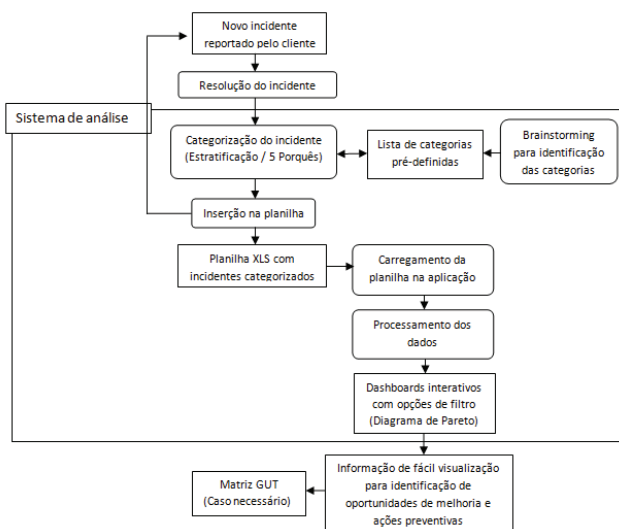 Novo incidente
reportado pelo cliente
Resolução do incidente
Sistema de análise
Categorização do incidente
(Estratificação / 5 Porquês)
Lista de categorias
pré-definidas
Brainstorming
para identificação
das categorias
Inserção na planilha
Planilha XLS com
incidentes categorizados
Carregamento da
planilha na aplicação
Processamento dos
dados
Dashboards interativos
com opções de filtro
(Diagrama de Pareto)
Informação de fácil visualização
para identificação de
oportunidades de melhoria e
ações preventivas
Matriz GUT
(Caso necessário)